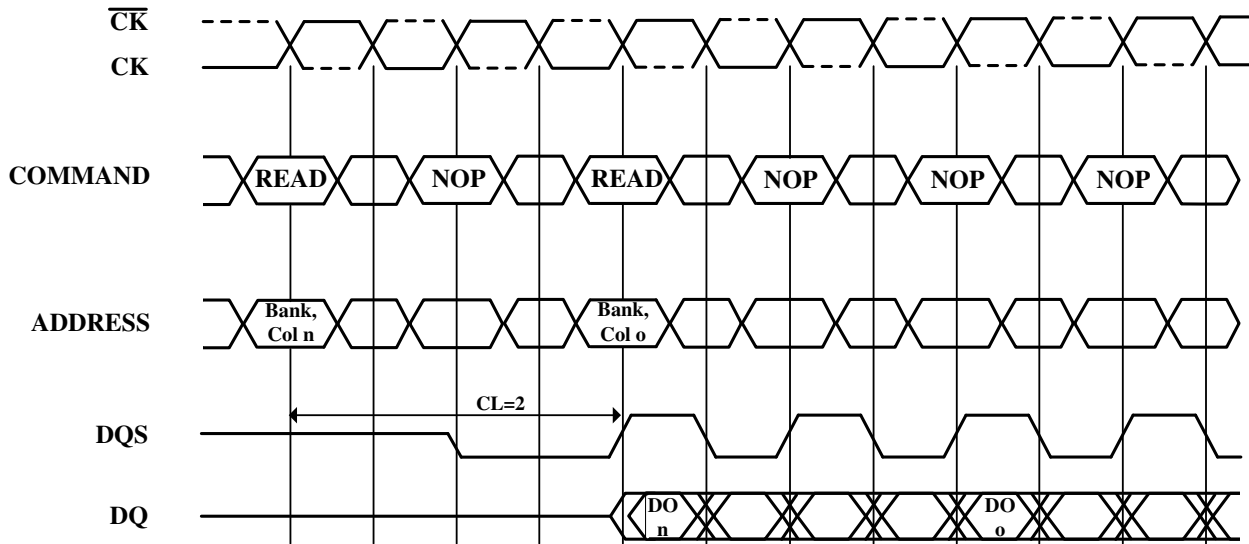 C̅K̅
CK
COMMAND
READ NOP READ NOP NOP NOP
ADDRESS
Bank,
Col n
Bank,
Col o
CL=2
DQS
DQ
DO
n
DO
o